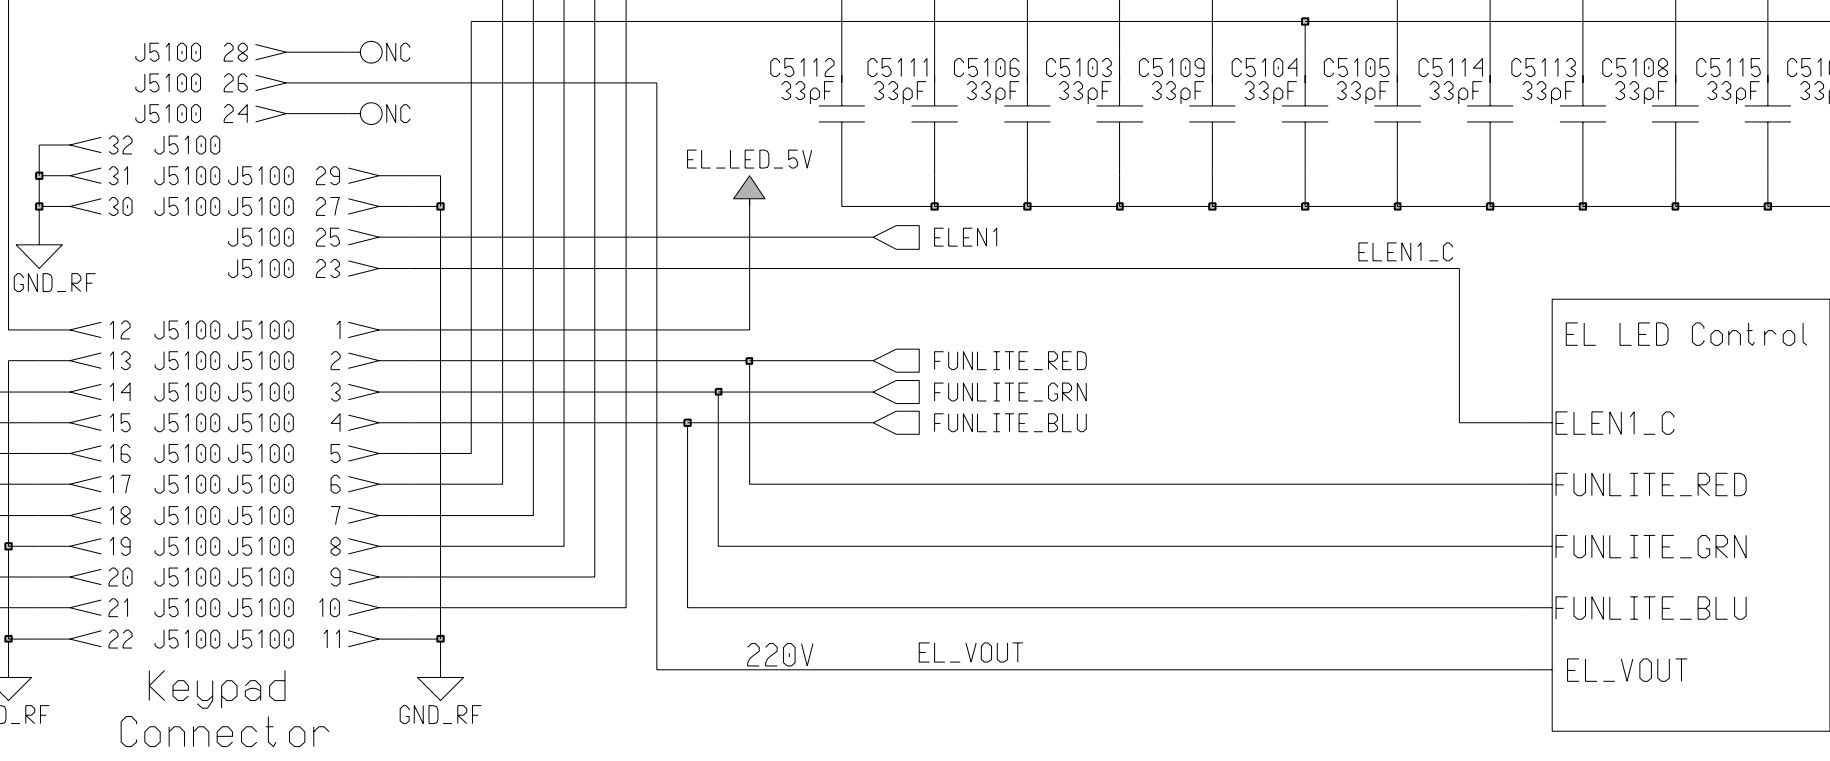 J5100 28 NC
J5100 26
J5100 24 NC
32 J5100
31 J5100 J5100 29
30 J5100 J5100 27
J5100 25
J5100 23
GND_RF
12 J5100 J5100 1
13 J5100 J5100 2
14 J5100 J5100 3
15 J5100 J5100 4
16 J5100 J5100 5
17 J5100 J5100 6
18 J5100 J5100 7
19 J5100 J5100 8
20 J5100 J5100 9
21 J5100 J5100 10
22 J5100 J5100 11
D_RF
Keypad
Connector
GND_RF
C5112 C5111 C5106 C5103 C5109 C5104 C5105 C5114 C5113 C5108 C5115
33pF 33pF 33pF 33pF 33pF 33pF 33pF 33pF 33pF 33pF 33pF
EL_LED_5V
ELEN1
ELEN1_C
FUNLITE_RED
FUNLITE_GRN
FUNLITE_BLU
220V EL_VOUT
EL LED Control
ELEN1_C
FUNLITE_RED
FUNLITE_GRN
FUNLITE_BLU
EL_VOUT